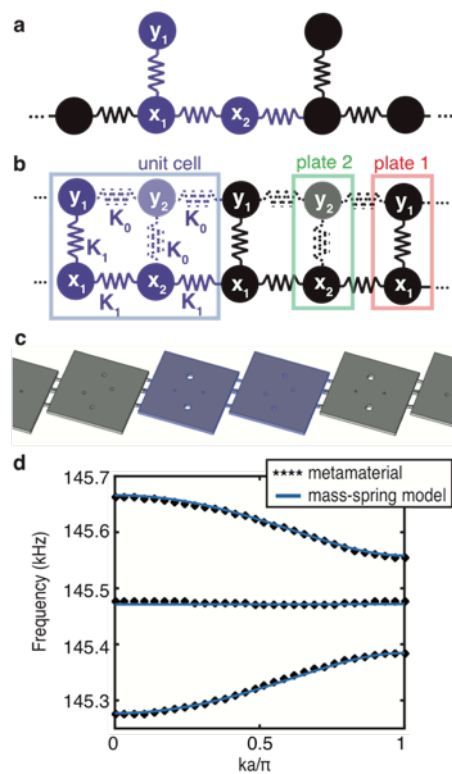 a
y₁
x₁ x₂
... ...
b unit cell plate 2 plate 1
... y₁ y₂ y₂ y₁ ...
K₀ K₀
K₁ K₀
... x₁ x₂ x₂ x₁ ...
K₁ K₁
c
d
**** metamaterial
mass-spring model
145.7
145.6
145.5
145.4
145.3
Frequency (kHz)
0 0.5 1
ka/π